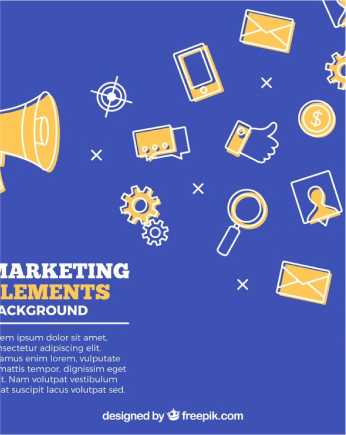 MARKETING
LEMENTS
ACKGROUND
em ipsum dolor sit amet,
nsectetur adipiscing elit.
amus enim lorem, vulputate
mattis tempor, dignissim eget
t. Nam volutpat vestibulum
at suscipit lacus volutpat sed.
designed by freepik.com